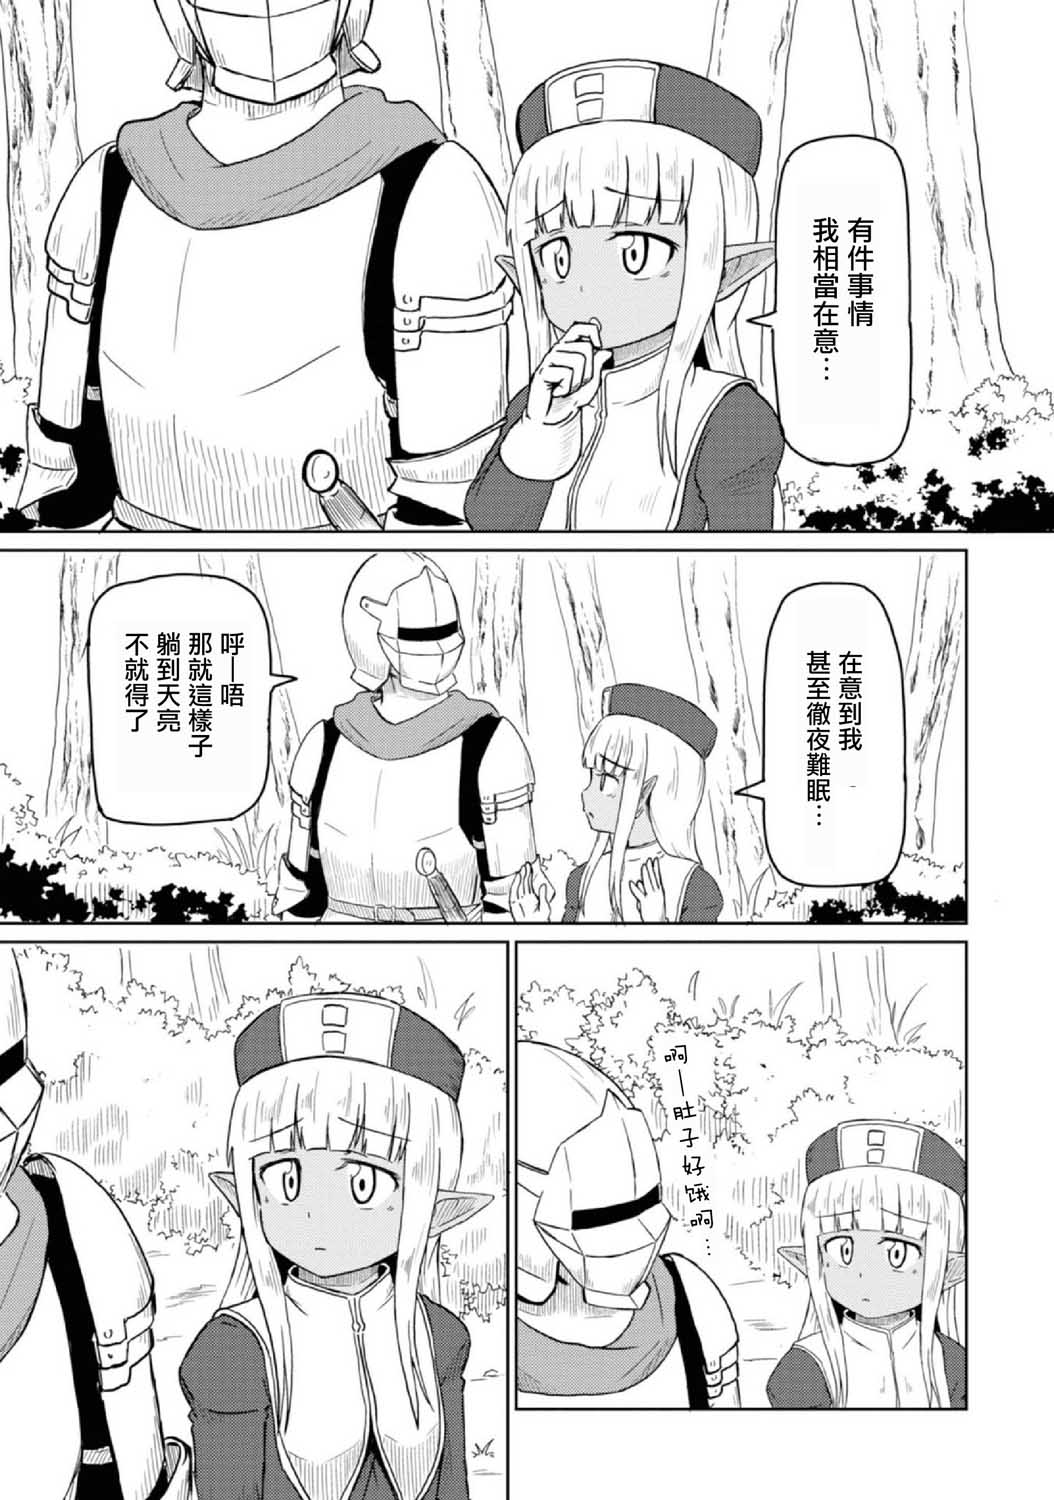 有件事情
我相當在意…
在意到我
甚至徹夜難眠…
呼—唔
那就這樣子
躺到天亮
不就得了
啊—肚子好饿啊…